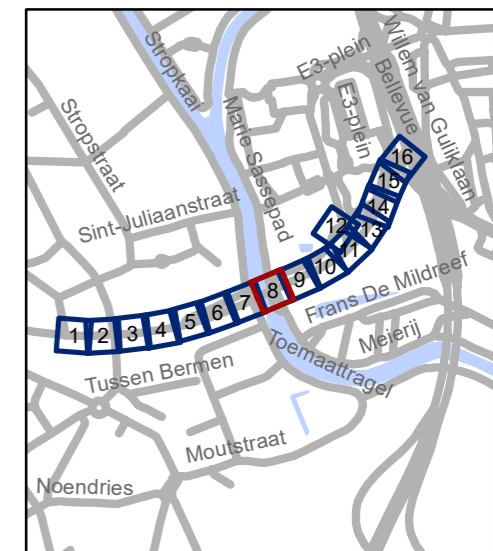 Stropkaai
E3-plein
Willem van Guliklaan
Bellevue
Stropstraat
Marie Sassepad
E3-plein
Sint-Juliaanstraat
16
15
14
13
12
11
10
9
8
7
6
5
4
3
2
1
Frans De Mildreef
Meierij
Toemaattragel
Tussen Bermen
Moutstraat
Noendries